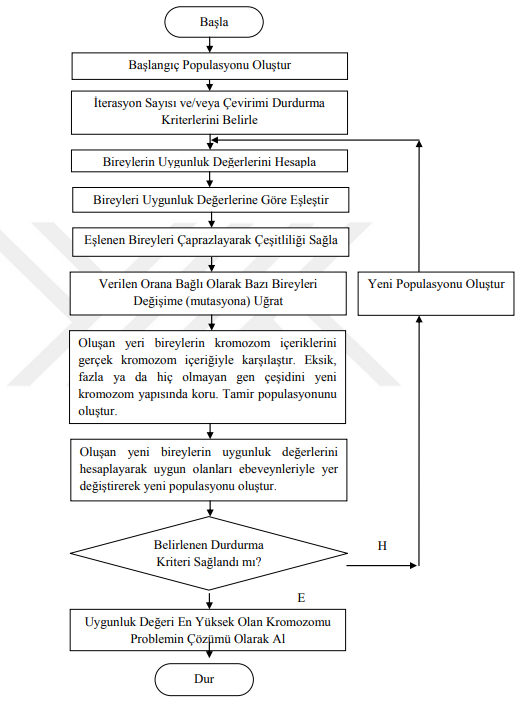 Başla
Başlangıç Populasyonu Oluştur
İterasyon Sayısı ve/veya Çevirimi Durdurma
Kriterlerini Belirle
Bireylerin Uygunluk Değerlerini Hesapla
Bireyleri Uygunluk Değerlerine Göre Eşleştir
Eşlenen Bireyleri Çaprazlayarak Çeşitliliği Sağla
Verilen Orana Bağlı Olarak Bazı Bireyleri
Değişime (mutasyona) Uğrat
Yeni Populasyonu Oluştur
Oluşan yeri bireylerin kromozom içeriklerini
gerçek kromozom içeriğiyle karşılaştır. Eksik,
fazla ya da hiç olmayan gen çeşidini yeni
kromozom yapısında koru. Tamir populasyonunu
oluştur.
Oluşan yeni bireylerin uygunluk değerlerini
hesaplayarak uygun olanları ebeveynleriyle yer
değiştirerek yeni populasyonu oluştur.
Belirlenen Durdurma
Kriteri Sağlandı mı?
H
E
Uygunluk Değeri En Yüksek Olan Kromozomu
Problemin Çözümü Olarak Al
Dur